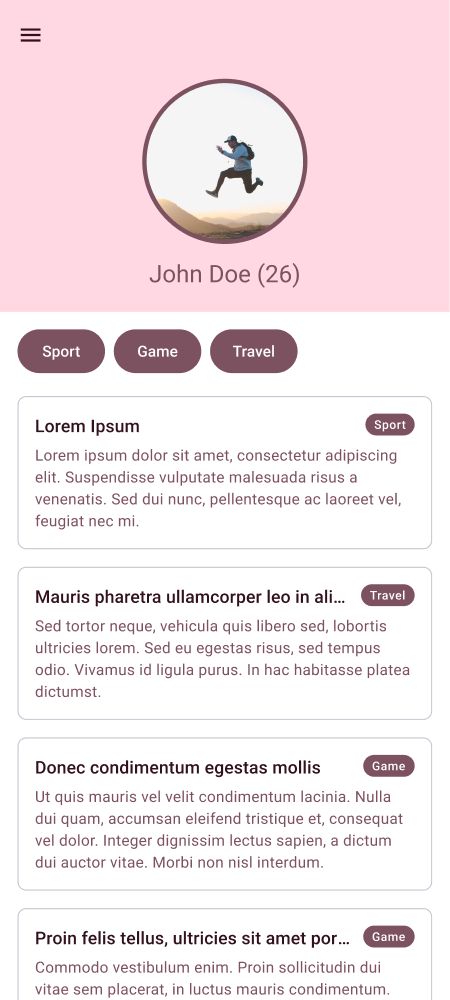 John Doe (26)
Sport
Game
Travel
Lorem Ipsum
Sport
Lorem ipsum dolor sit amet, consectetur adipiscing
elit. Suspendisse vulputate malesuada risus a
venenatis. Sed dui nunc, pellentesque ac laoreet vel,
feugiat nec mi.
Mauris pharetra ullamcorper leo in ali...
Travel
Sed tortor neque, vehicula quis libero sed, lobortis
ultricies lorem. Sed eu egestas risus, sed tempus
odio. Vivamus id ligula purus. In hac habitasse platea
dictumst.
Donec condimentum egestas mollis
Game
Ut quis mauris vel velit condimentum lacinia. Nulla
dui quam, accumsan eleifend tristique et, consequat
vel dolor. Integer dignissim lectus sapien, a dictum
dui auctor vitae. Morbi non nisl interdum.
Proin felis tellus, ultricies sit amet por...
Game
Commodo vestibulum enim. Proin sollicitudin dui
vitae sem placerat, in luctus mauris condimentum.